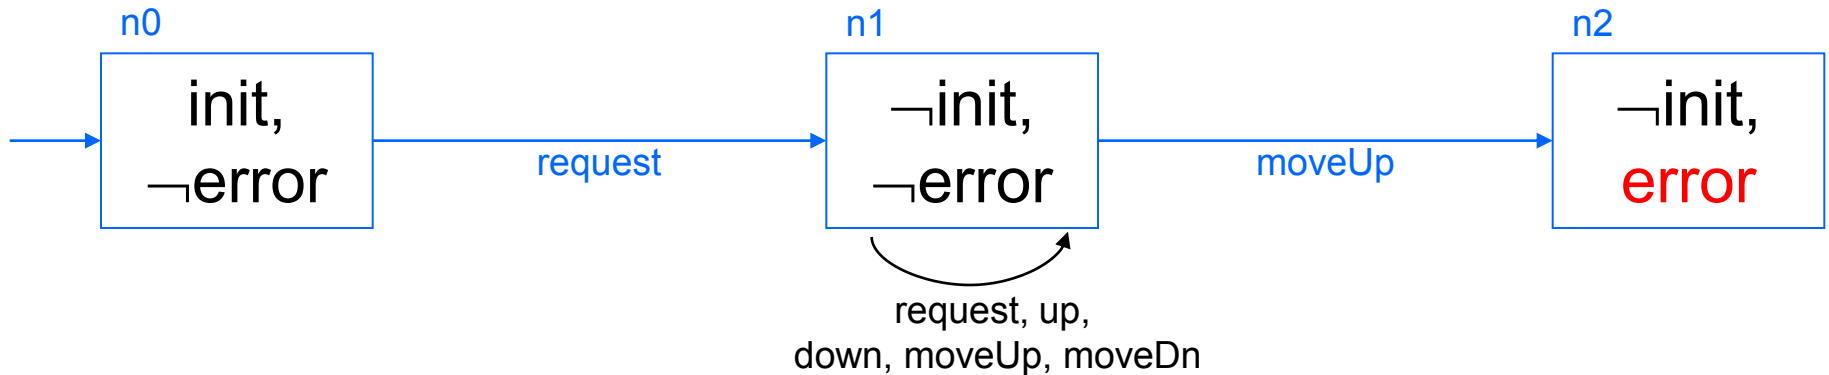 n0
init,
¬error
request
n1
¬init,
¬error
request, up,
down, moveUp, moveDn
moveUp
n2
¬init,
error